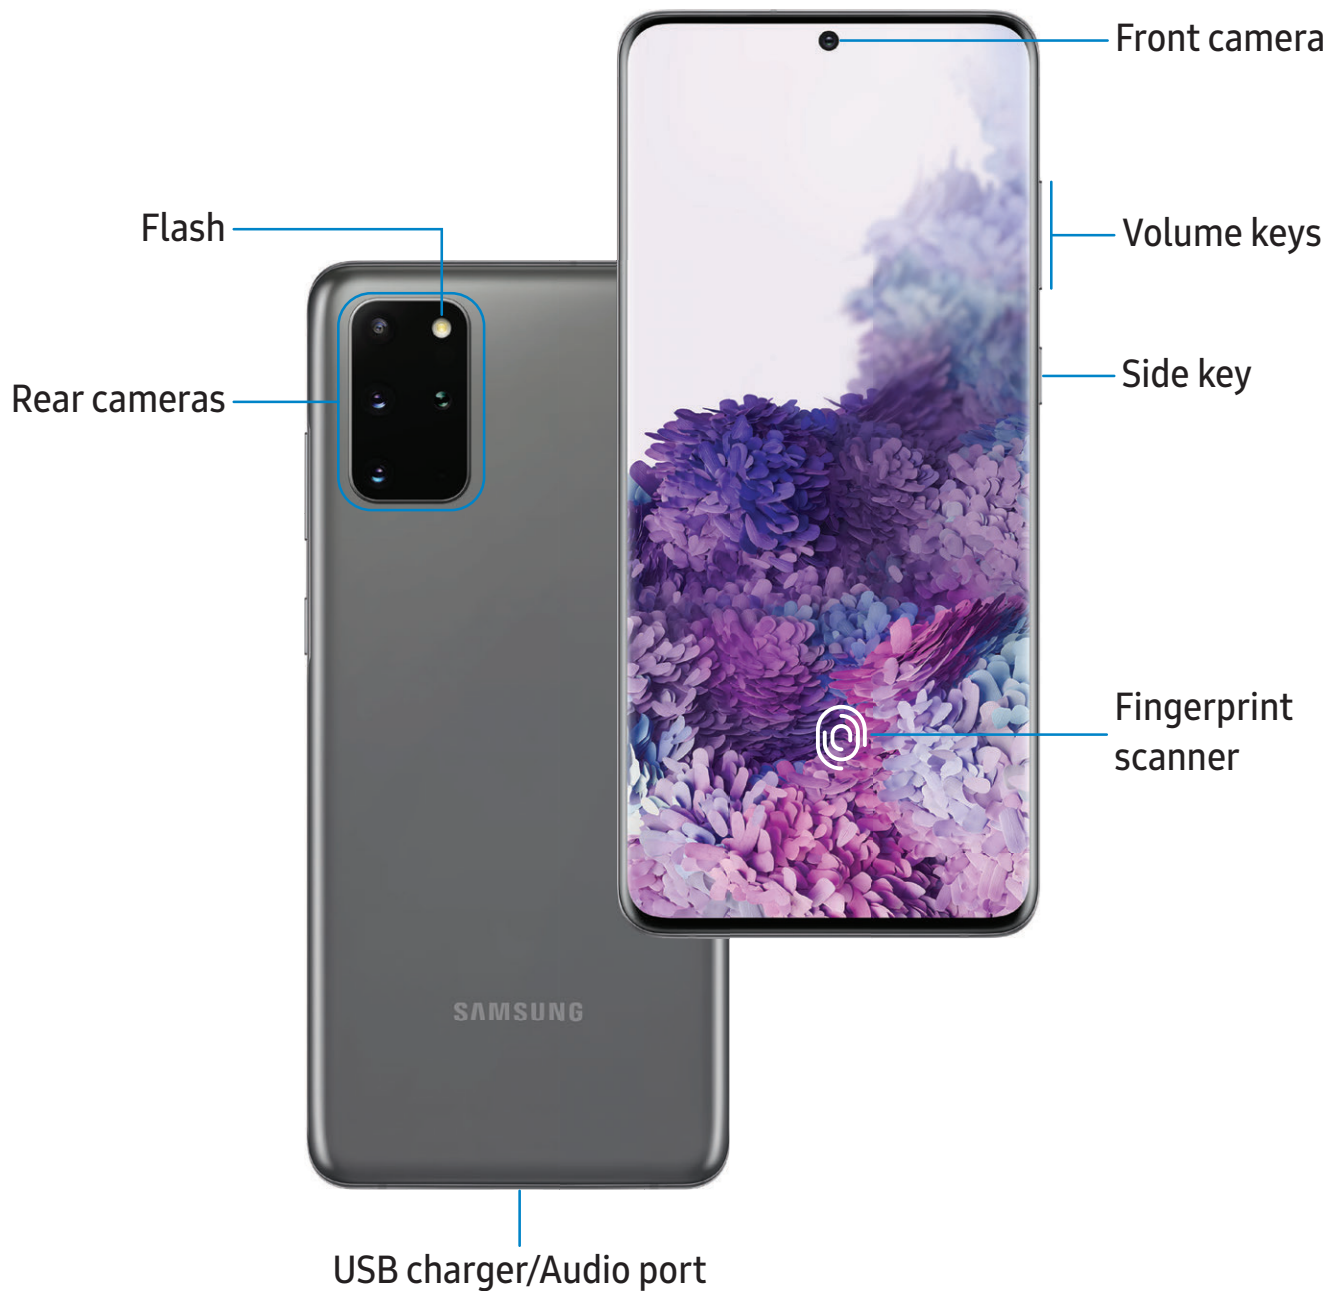 Front camera
Flash
Volume keys
Side key
Rear cameras
Fingerprint
scanner
SAMSUNG
USB charger/Audio port